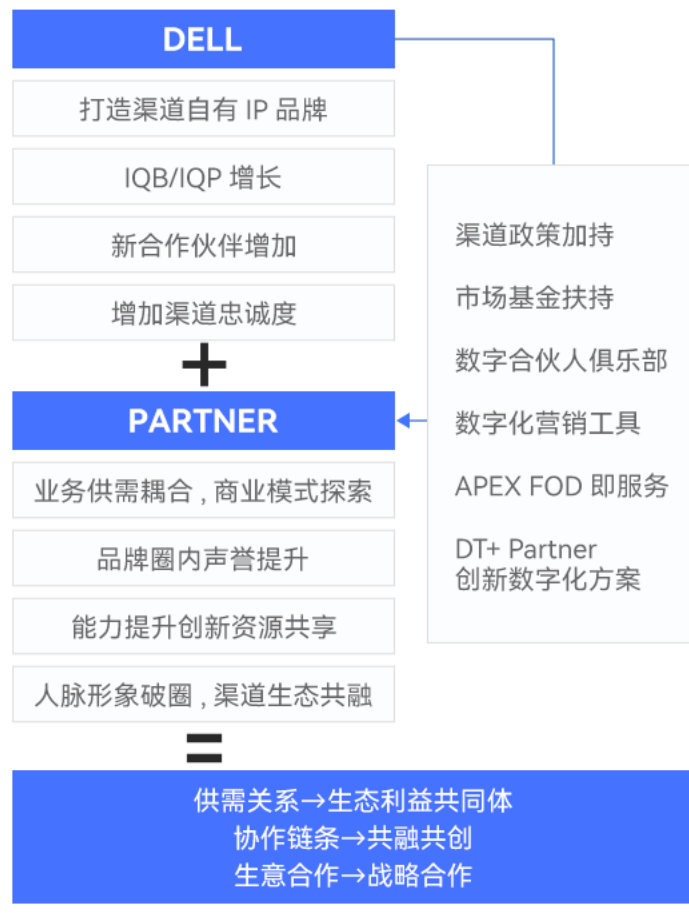 DELL
打造渠道自有 IP 品牌
IQB/IQP 增长
新合作伙伴增加
增加渠道忠诚度
+
PARTNER
业务供需耦合 , 商业模式探索
品牌圈内声誉提升
能力提升创新资源共享
人脉形象破圈 , 渠道生态共融
=
渠道政策加持
市场基金扶持
数字合伙人俱乐部
数字化营销工具
APEX FOD 即服务
DT+ Partner
创新数字化方案
供需关系→生态利益共同体
协作链条→共融共创
生意合作→战略合作